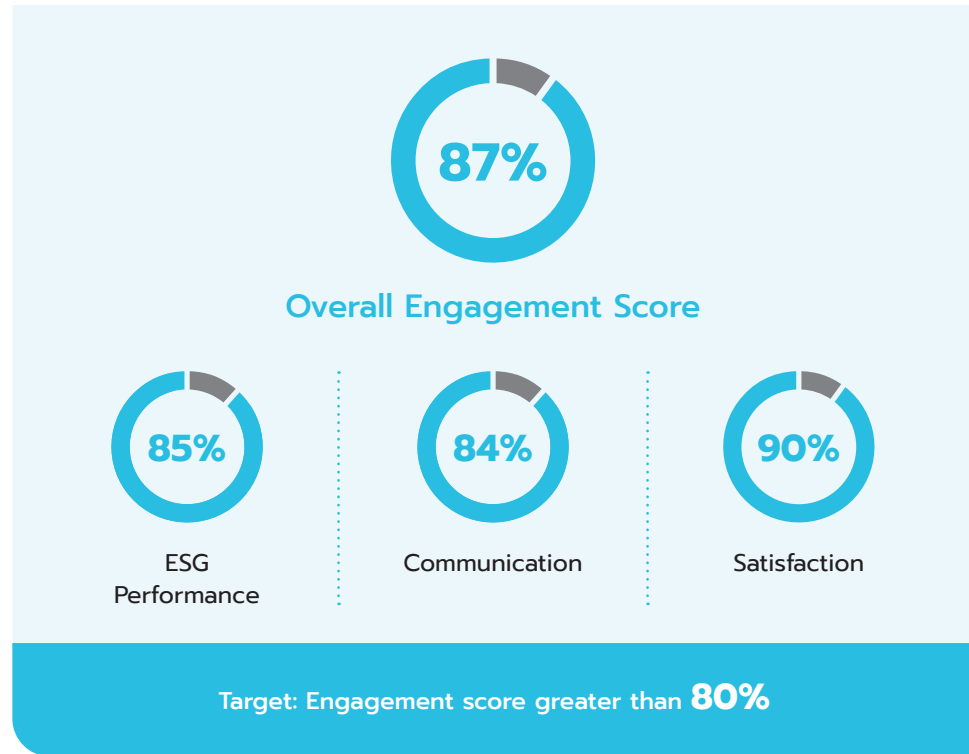 87%
Overall Engagement Score
85%
84%
90%
ESG
Performance
Communication
Satisfaction
Target: Engagement score greater than 80%